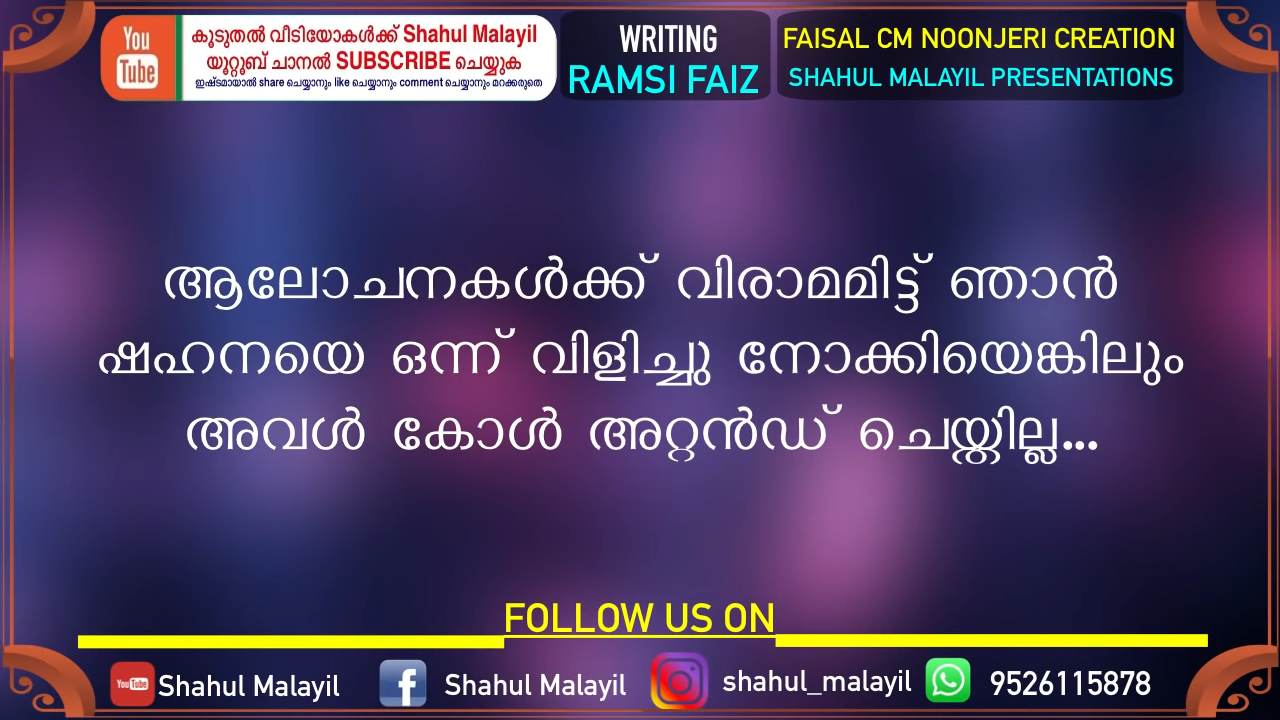 You
Tube
കൂടുതൽ വീടിയോകൾക്ക് Shahul Malayil
യൂറ്റൂബ് ചാനൽ SUBSCRIBE ചെയ്യുക
ഇഷ്ടമായാൽ share ചെയ്യാനും like ചെയ്യാനും comment ചെയ്യാനും മറക്കരുതെ
WRITING
RAMSI FAIZ
FAISAL CM NOONJERI CREATION
SHAHUL MALAYIL PRESENTATIONS
ആലോചനകൾക്ക് വിരാമമിട്ട് ഞാൻ
ഷഹനയെ ഒന്ന് വിളിച്ചു നോക്കിയെങ്കിലും
അവൾ കോൾ അറ്റൻഡ് ചെയ്തില്ല...
FOLLOW US ON
YouTube Shahul Malayil
f Shahul Malayil
shahul_malayil
9526115878